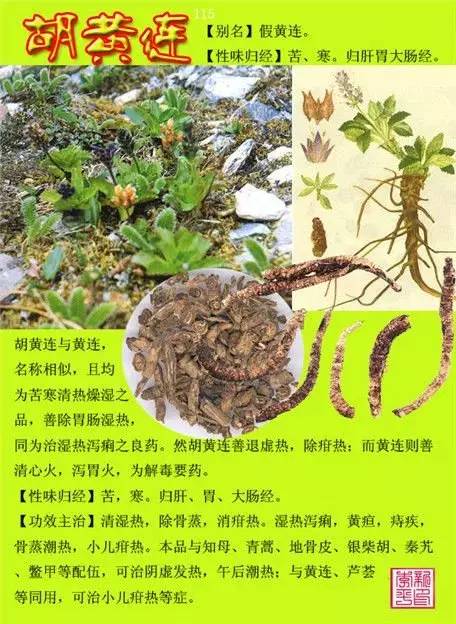 115
胡黄连
【别名】假黄连。
【性味归经】苦、寒。归肝胃大肠经。
胡黄连与黄连，
名称相似，且均
为苦寒清热燥湿之
品，善除胃肠湿热，
同为治湿热泻痢之良药。然胡黄连善退虚热，除疳热；而黄连则善
清心火，泻胃火，为解毒要药。
【性味归经】苦，寒。归肝、胃、大肠经。
【功效主治】清湿热，除骨蒸，消疳热。湿热泻痢，黄疸，痔疾，
骨蒸潮热，小儿疳热。本品与知母、青蒿、地骨皮、银柴胡、秦艽
、鳖甲等配伍，可治阴虚发热，午后潮热；与黄连、芦荟
等同用，可治小儿疳热等症。